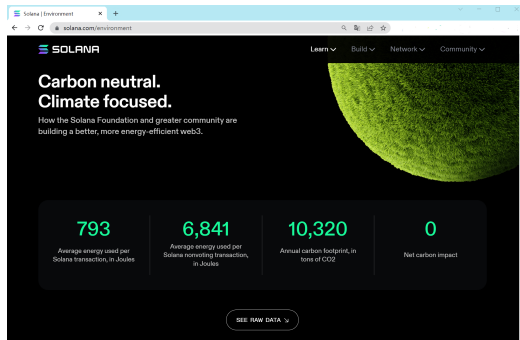 Solana | Environment
solana.com/environment
SOLANA
Learn
Build
Network
Community
Carbon neutral.
Climate focused.
How the Solana Foundation and greater community are
building a better, more energy-efficient web3.
793
Average energy used per
Solana transaction, in Joules
6,841
Average energy used per
Solana nonvoting transaction,
in Joules
10,320
Annual carbon footprint, in
tons of CO2
0
Net carbon impact
SEE RAW DATA